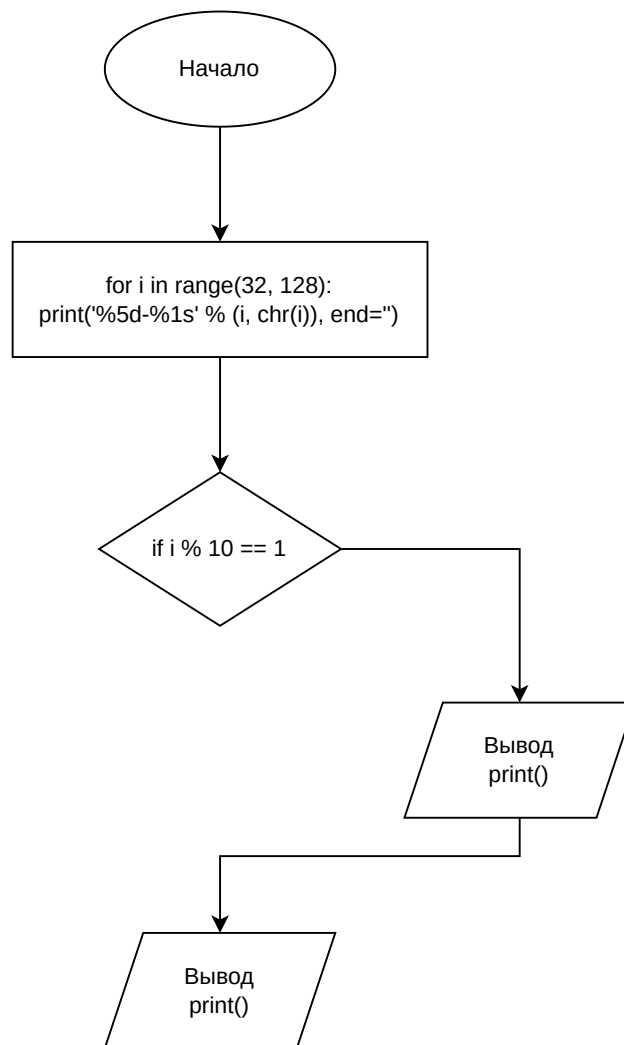 Начало
for i in range(32, 128):
print('%5d-%1s' % (i, chr(i)), end='')
if i % 10 == 1
Вывод
print()
Вывод
print()